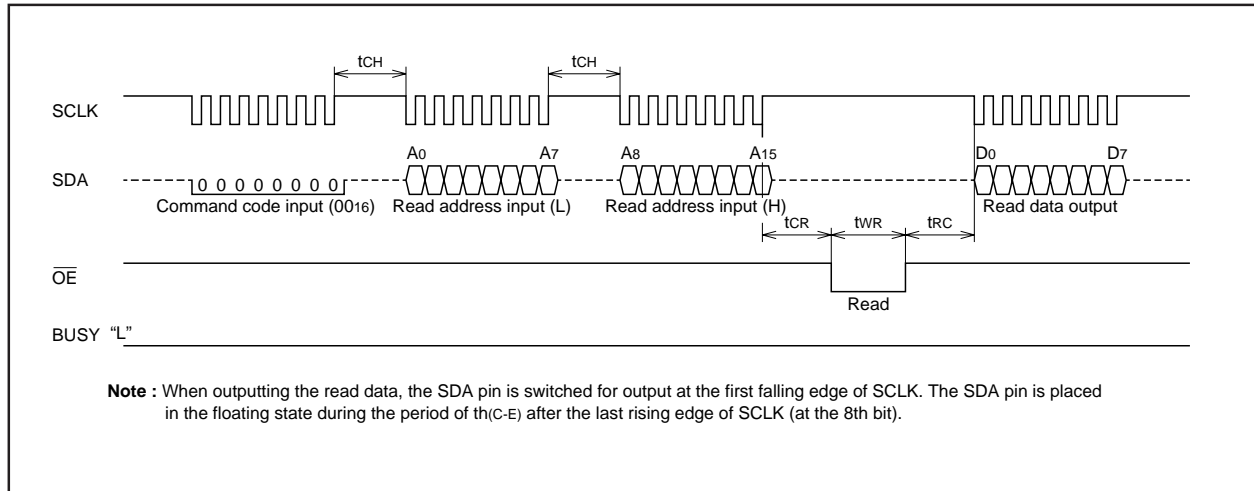 tCH tCH
SCLK
A0 A7 A8 A15 D0 D7
SDA 0 0 0 0 0 0 0 0
Command code input (0016) Read address input (L) Read address input (H) Read data output
tCR tWR tRC
OE
Read
BUSY “L”
Note : When outputting the read data, the SDA pin is switched for output at the first falling edge of SCLK. The SDA pin is placed
in the floating state during the period of th(C-E) after the last rising edge of SCLK (at the 8th bit).